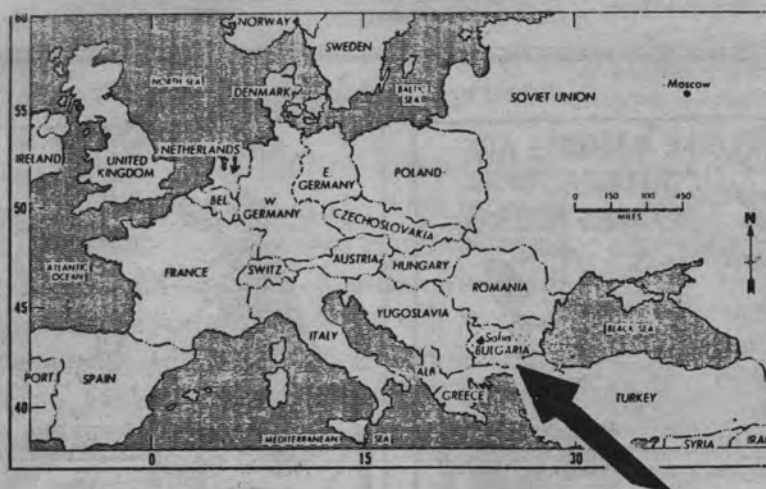 60
NORWAY
SWEDEN
NORTH SEA
DENMARK
BALTIC
SEA
SOVIET UNION
Moscow
55
IRELAND
UNITED
KINGDOM
NETHERLANDS
E.
GERMANY
POLAND
BEL
W.
GERMANY
0 150 300 450
MILES
N
50
CZECHOSLOVAKIA
ATLANTIC
OCEAN
FRANCE
SWITZ
AUSTRIA
HUNGARY
ROMANIA
45
YUGOSLAVIA
ITALY
Sofia
BULGARIA
BLACK SEA
PORT.
SPAIN
ALB
GREECE
TURKEY
40
MEDITERRANEAN SEA
SYRIA
IRAN
0 15 30